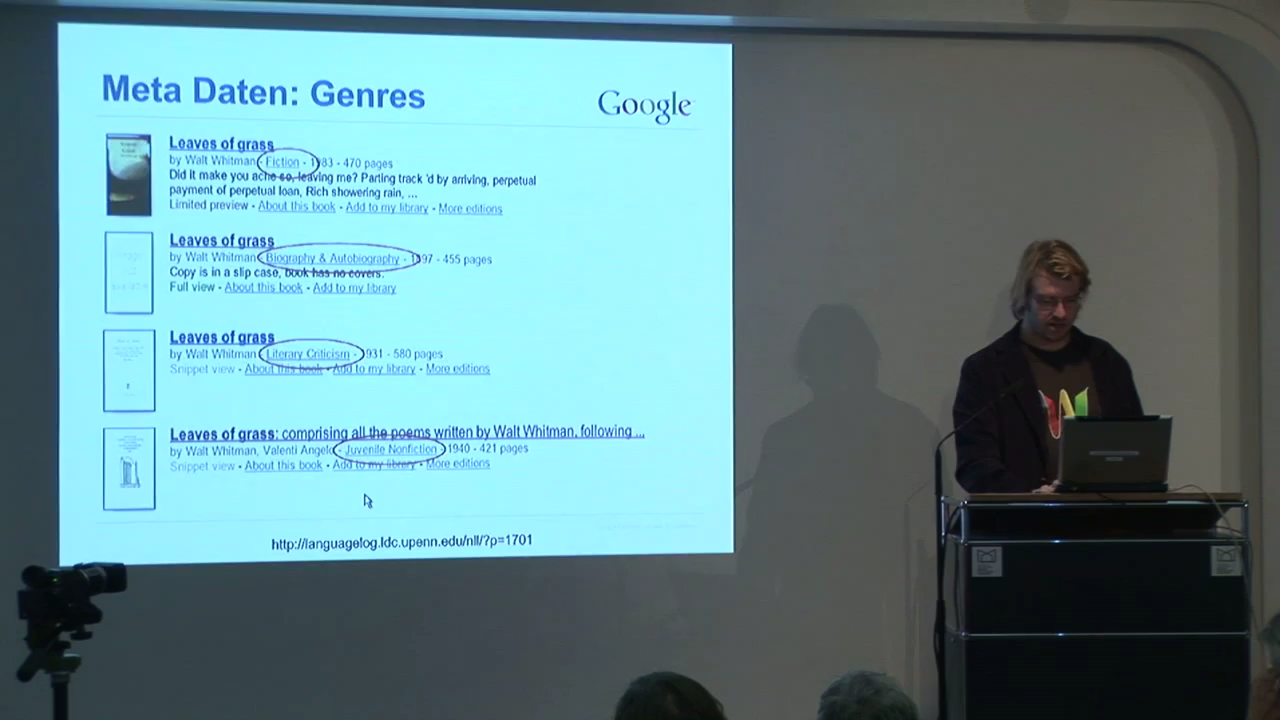 Meta Daten: Genres
Google
Leaves of grass
by Walt Whitman - Fiction - 1983 - 470 pages
Did it make you ache so, leaving me? Parting track 'd by arriving, perpetual
payment of perpetual loan, Rich showering rain, ...
Limited preview - About this book - Add to my library - More editions
Leaves of grass
by Walt Whitman - Biography & Autobiography - 1897 - 455 pages
Copy is in a slip case, book has no covers.
Full view - About this book - Add to my library
Leaves of grass
by Walt Whitman - Literary Criticism - 1931 - 580 pages
Snippet view - About this book - Add to my library - More editions
Leaves of grass: comprising all the poems written by Walt Whitman, following ...
by Walt Whitman, Valenti Angelo - Juvenile Nonfiction - 1940 - 421 pages
Snippet view - About this book - Add to my library - More editions
http://languagelog.ldc.upenn.edu/nll/?p=1701